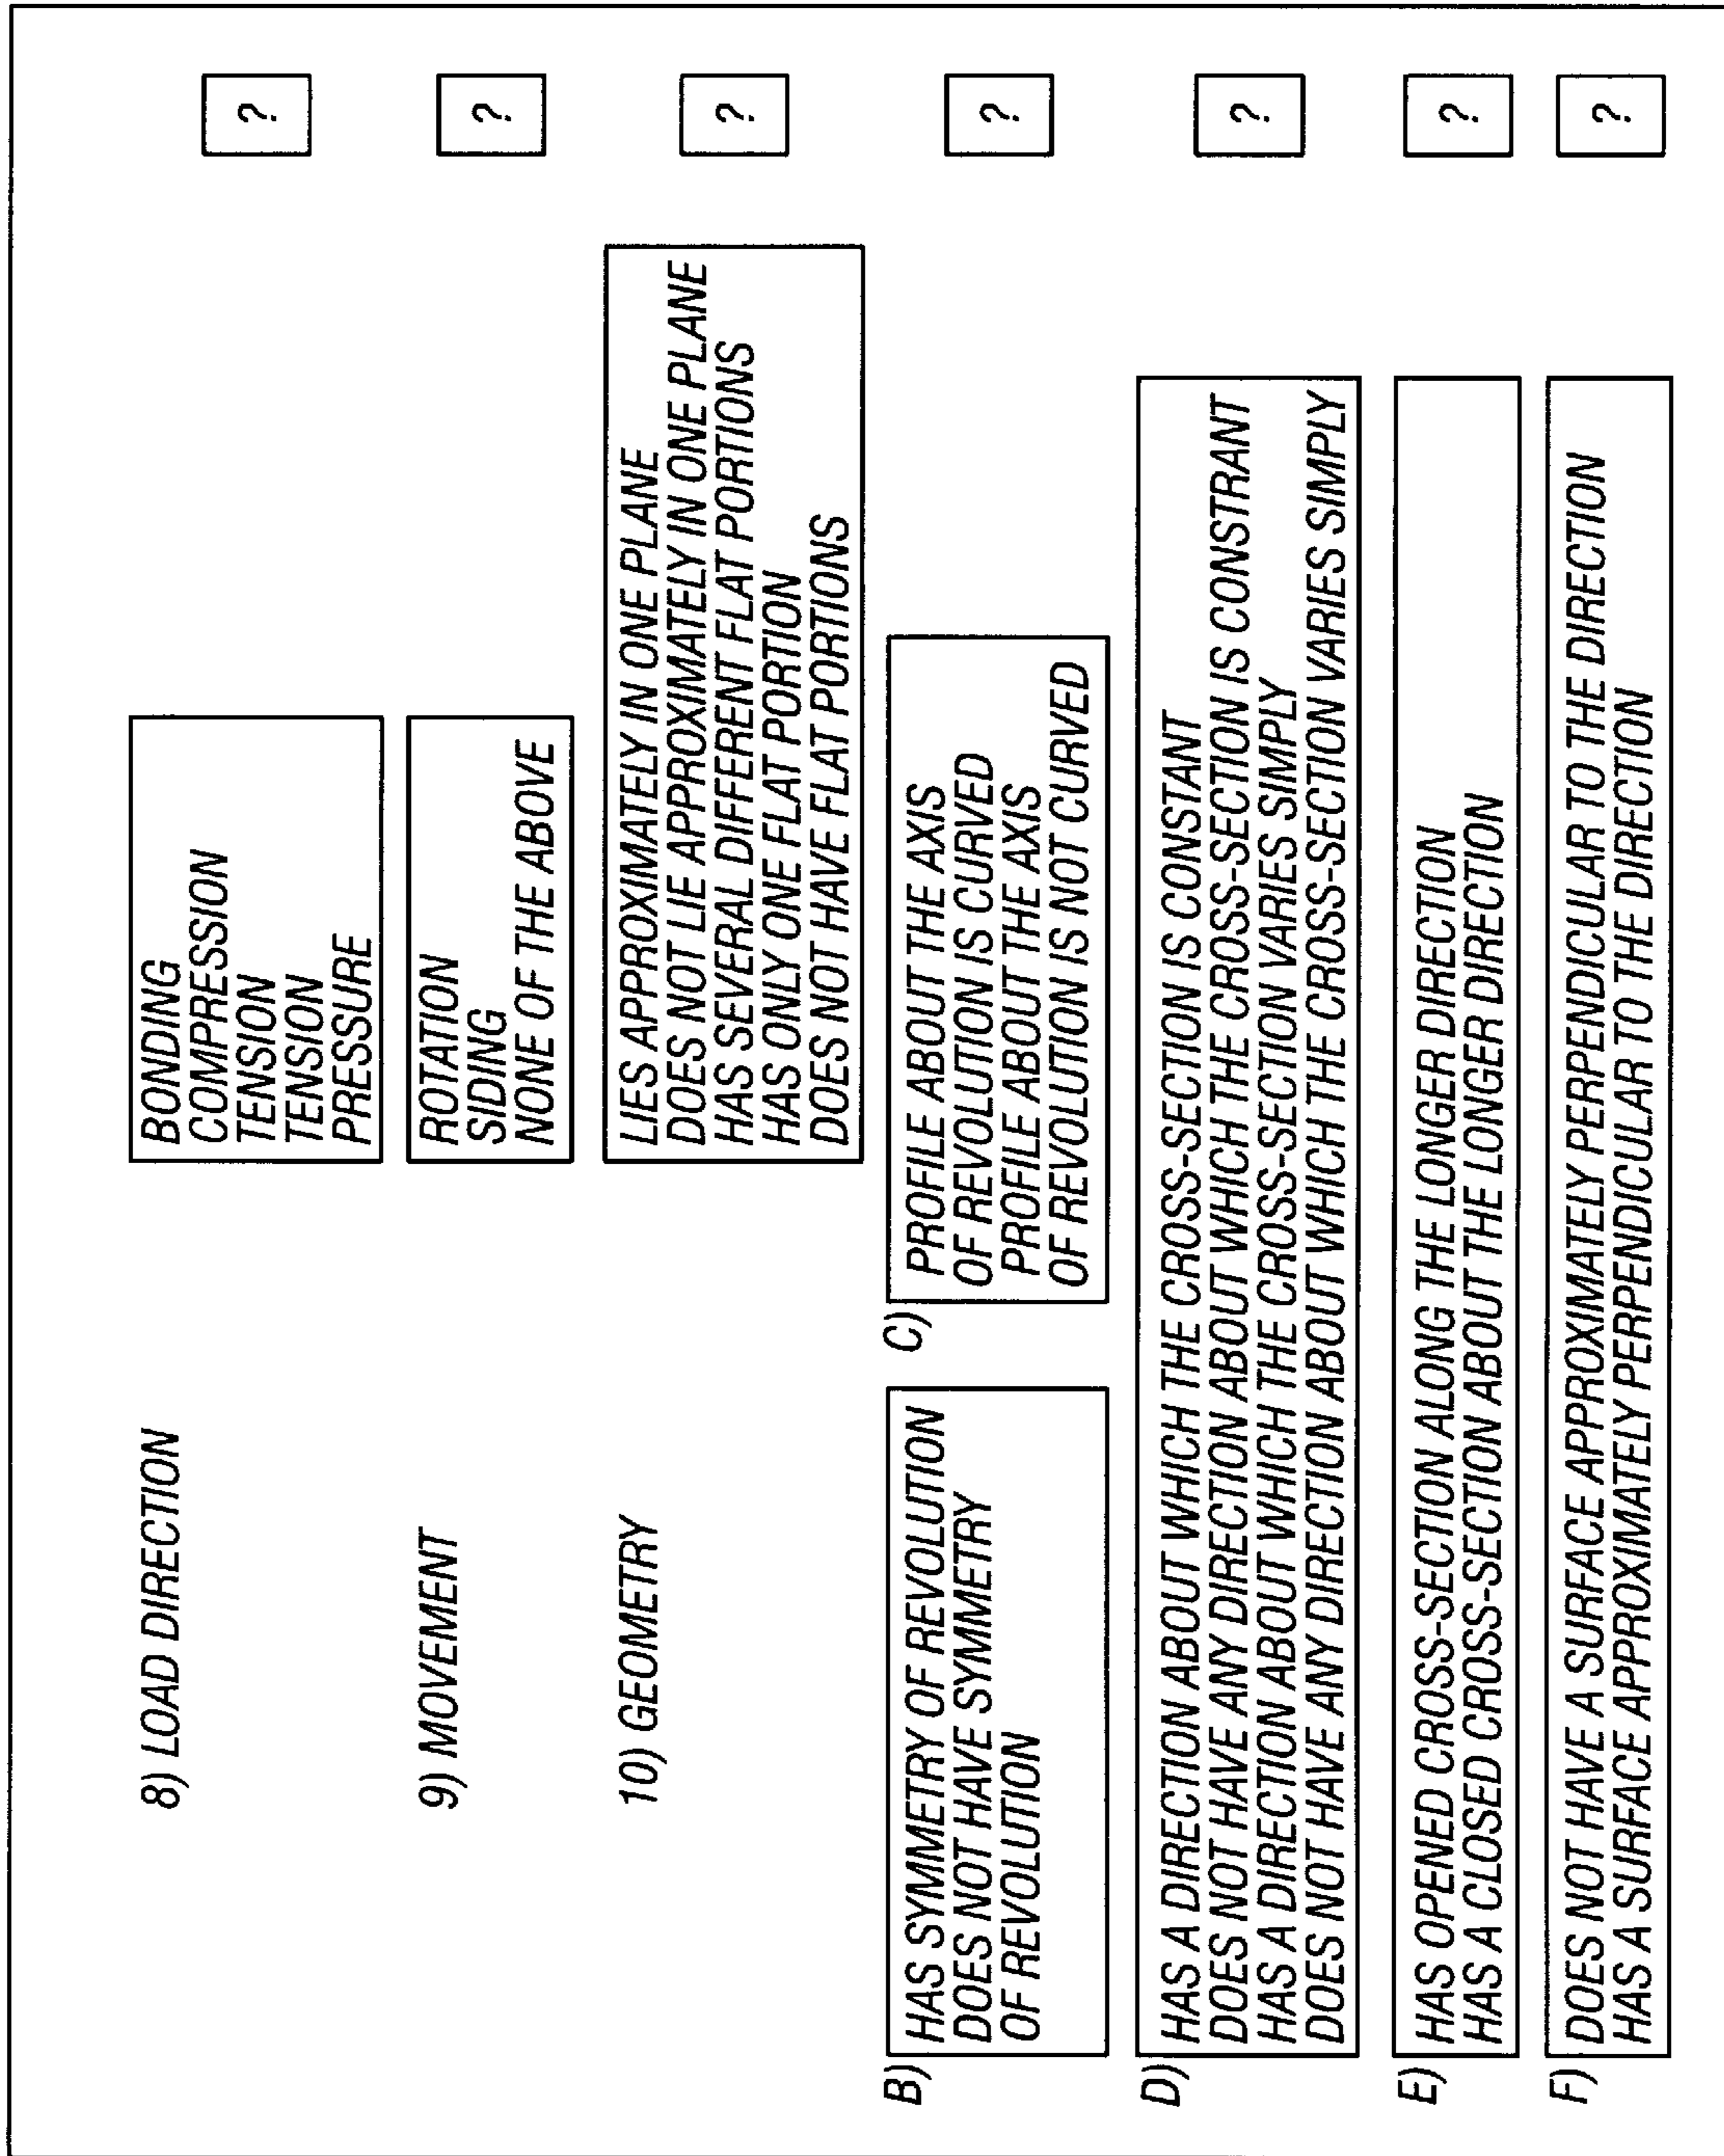 8) LOAD DIRECTION
BONDING
COMPRESSION
TENSION
TENSION
PRESSURE
?
9) MOVEMENT
ROTATION
SIDING
NONE OF THE ABOVE
?
10) GEOMETRY
LIES APPROXIMATELY IN ONE PLANE
DOES NOT LIE APPROXIMATELY IN ONE PLANE
HAS SEVERAL DIFFERENT FLAT PORTIONS
HAS ONLY ONE FLAT PORTION
DOES NOT HAVE FLAT PORTIONS
?
B)
HAS SYMMETRY OF REVOLUTION
DOES NOT HAVE SYMMETRY
OF REVOLUTION
C)
PROFILE ABOUT THE AXIS
OF REVOLUTION IS CURVED
PROFILE ABOUT THE AXIS
OF REVOLUTION IS NOT CURVED
?
D)
HAS A DIRECTION ABOUT WHICH THE CROSS-SECTION IS CONSTANT
DOES NOT HAVE ANY DIRECTION ABOUT WHICH THE CROSS-SECTION IS CONSTRANT
HAS A DIRECTION ABOUT WHICH THE CROSS-SECTION VARIES SIMPLY
DOES NOT HAVE ANY DIRECTION ABOUT WHICH THE CROSS-SECTION VARIES SIMPLY
?
E)
HAS OPENED CROSS-SECTION ALONG THE LONGER DIRECTION
HAS A CLOSED CROSS-SECTION ABOUT THE LONGER DIRECTION
?
F)
DOES NOT HAVE A SURFACE APPROXIMATELY PERPENDICULAR TO THE DIRECTION
HAS A SURFACE APPROXIMATELY PERPENDICULAR TO THE DIRECTION
?